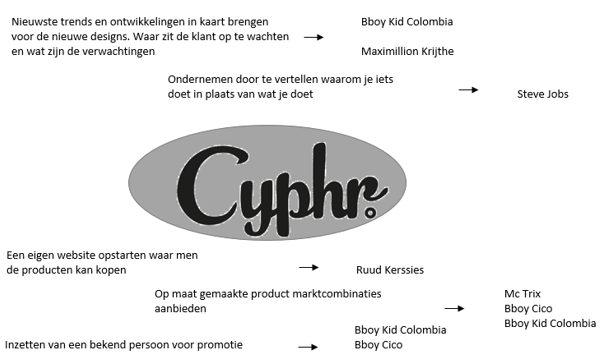 Nieuwste trends en ontwikkelingen in kaart brengen
voor de nieuwe designs. Waar zit de klant op te wachten
en wat zijn de verwachtingen
Bboy Kid Colombia
Maximillion Krijthe
Ondernemen door te vertellen waarom je iets
doet in plaats van wat je doet
Steve Jobs
Cyphr.
Een eigen website opstarten waar men
de producten kan kopen
Ruud Kerssies
Op maat gemaakte product marktcombinaties
aanbieden
Mc Trix
Bboy Cico
Bboy Kid Colombia
Inzetten van een bekend persoon voor promotie
Bboy Kid Colombia
Bboy Cico